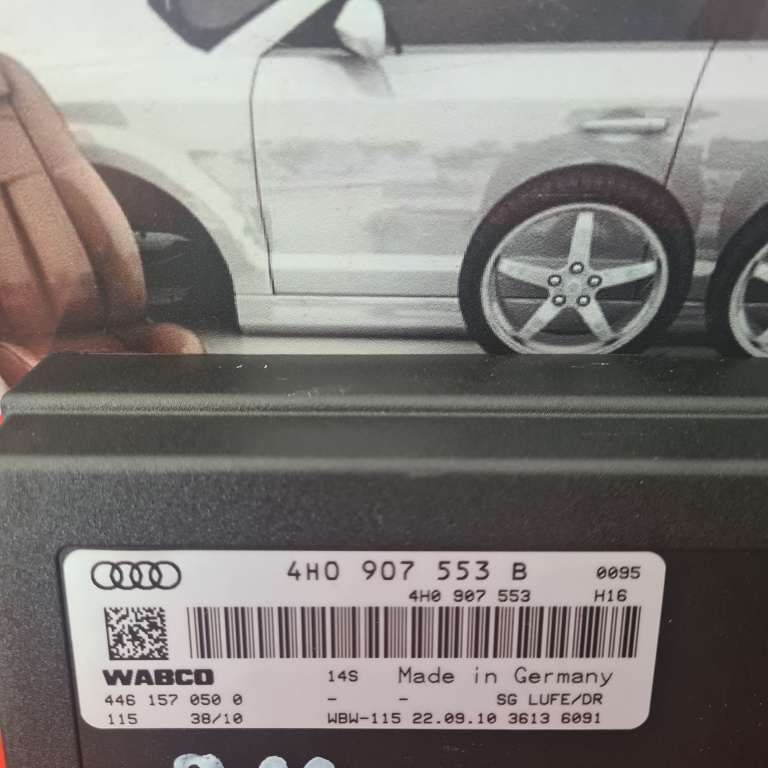 4H0 907 553 B 0095
4H0 907 553 H16
WABCO 14S Made in Germany
446 157 050 0 - - SG LUFE/DR
115 38/10 WBW-115 22.09.10 3613 6091